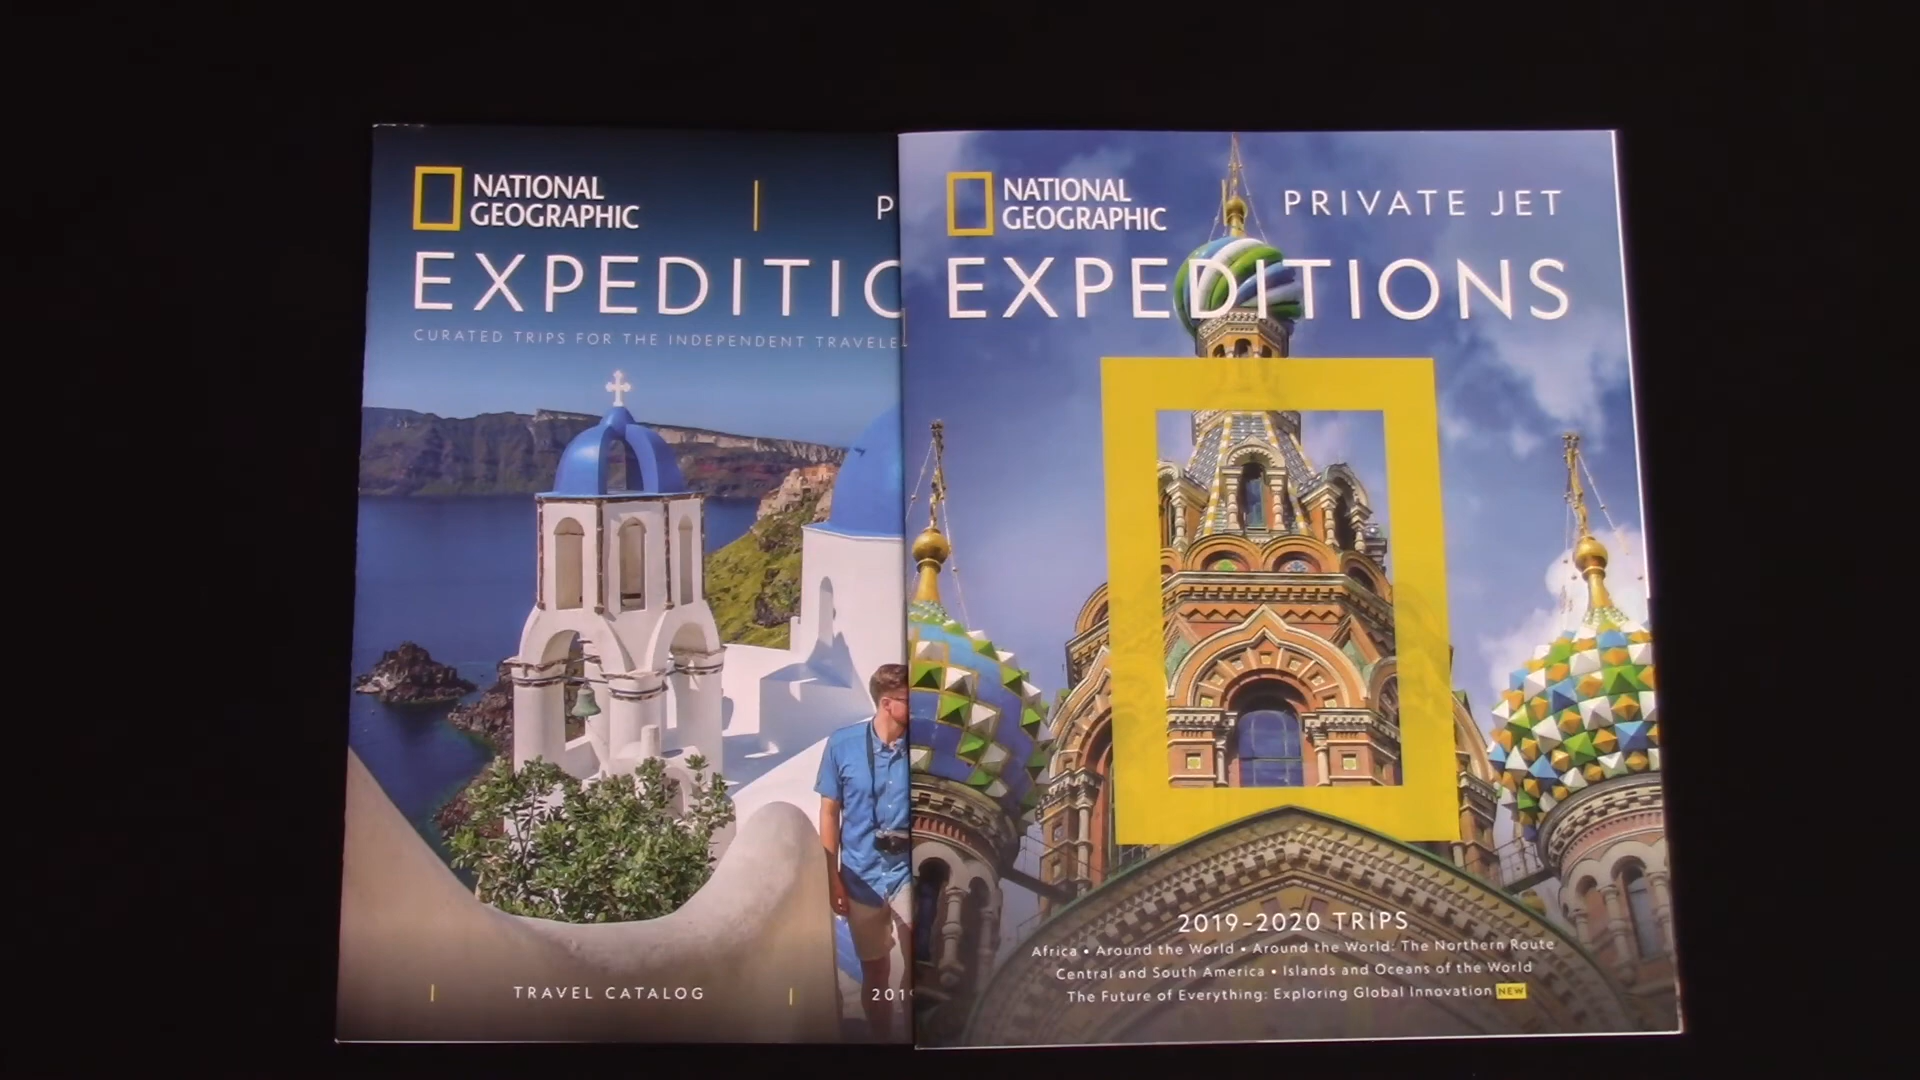 NATIONAL
GEOGRAPHIC
EXPEDITIO
CURATED TRIPS FOR THE INDEPENDENT TRAVELE
TRAVEL CATALOG
201
NATIONAL
GEOGRAPHIC
PRIVATE JET
EXPEDITIONS
2019-2020 TRIPS
Africa • Around the World • Around the World: The Northern Route
Central and South America • Islands and Oceans of the World
The Future of Everything: Exploring Global Innovation NEW